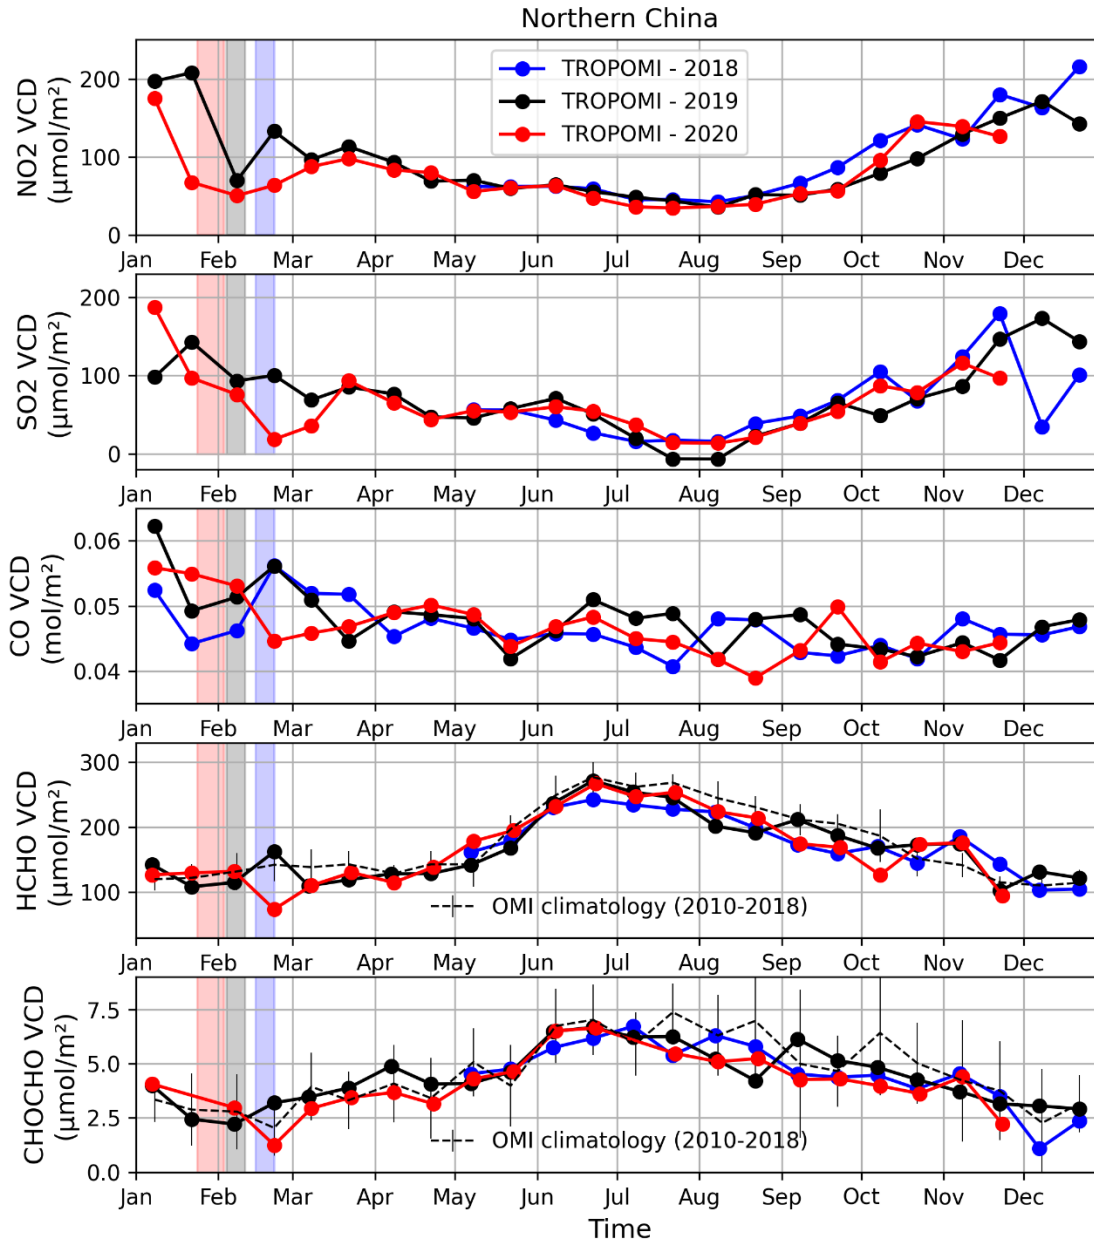 Northern China
NO2 VCD
(μmol/m²)
200
100
0
TROPOMI - 2018
TROPOMI - 2019
TROPOMI - 2020
Jan Feb Mar Apr May Jun Jul Aug Sep Oct Nov Dec
SO2 VCD
(μmol/m²)
200
100
0
Jan Feb Mar Apr May Jun Jul Aug Sep Oct Nov Dec
CO VCD
(mol/m²)
0.06
0.05
0.04
Jan Feb Mar Apr May Jun Jul Aug Sep Oct Nov Dec
HCHO VCD
(μmol/m²)
300
200
100
OMI climatology (2010-2018)
Jan Feb Mar Apr May Jun Jul Aug Sep Oct Nov Dec
CHOCHO VCD
(μmol/m²)
7.5
5.0
2.5
0.0
OMI climatology (2010-2018)
Jan Feb Mar Apr May Jun Jul Aug Sep Oct Nov Dec
Time